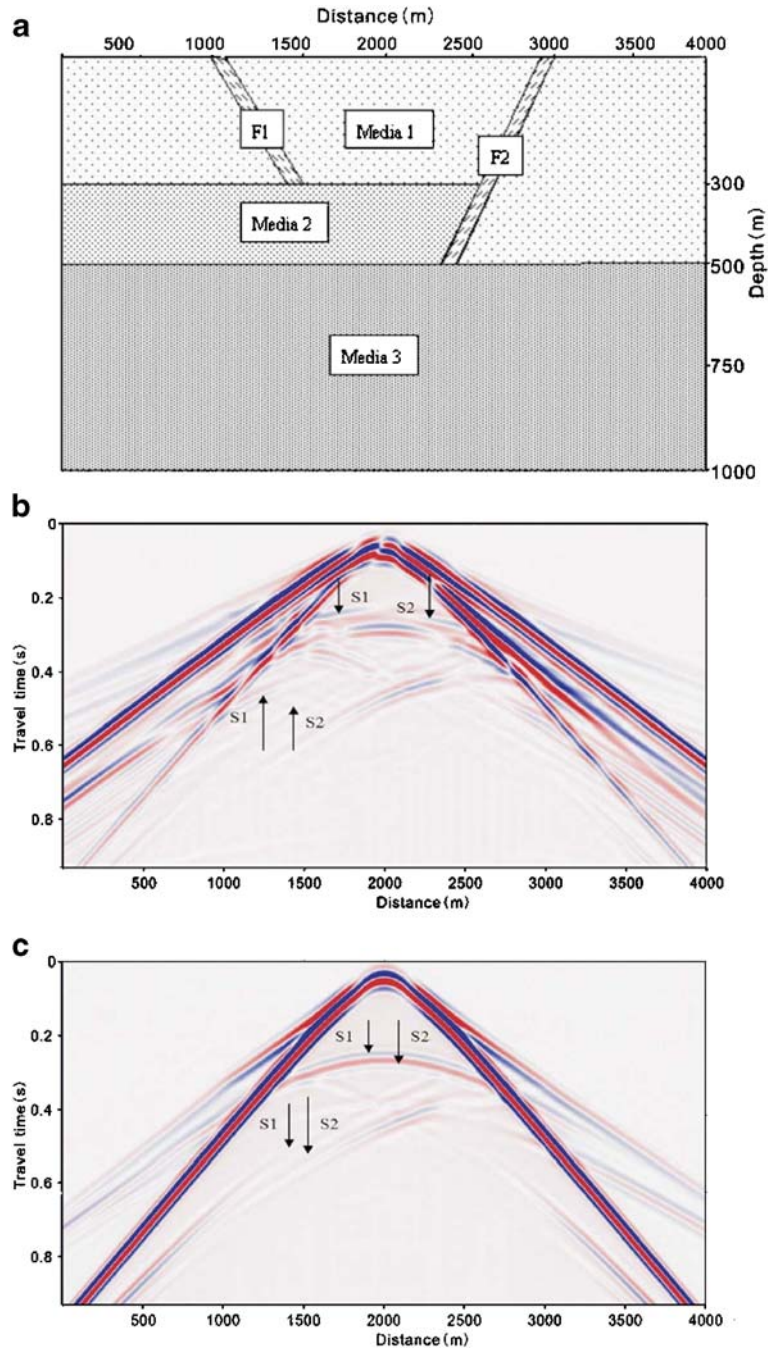 a
Distance (m)
500 1000 1500 2000 2500 3000 3500 4000
F1
Media 1
F2
300
Media 2
500
Depth (m)
Media 3
750
1000
b
0
0.2
S1 S2
0.4
S1 S2
0.6
0.8
Travel time (s)
500 1000 1500 2000 2500 3000 3500 4000
Distance (m)
c
0
0.2
S1 S2
0.4
S1 S2
0.6
0.8
Travel time (s)
500 1000 1500 2000 2500 3000 3500 4000
Distance (m)